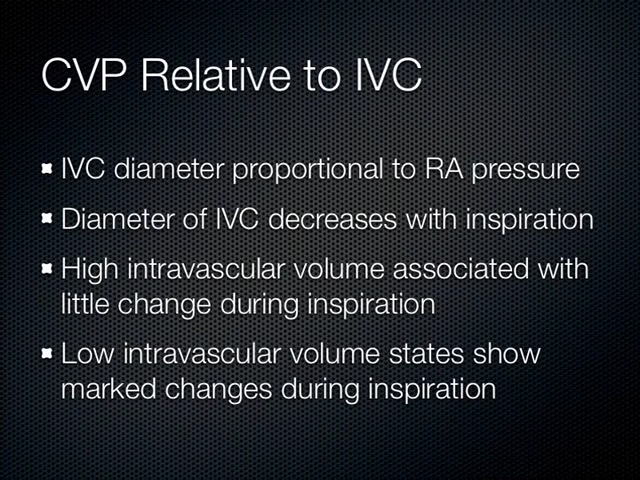 CVP Relative to IVC
IVC diameter proportional to RA pressure
Diameter of IVC decreases with inspiration
High intravascular volume associated with
little change during inspiration
Low intravascular volume states show
marked changes during inspiration